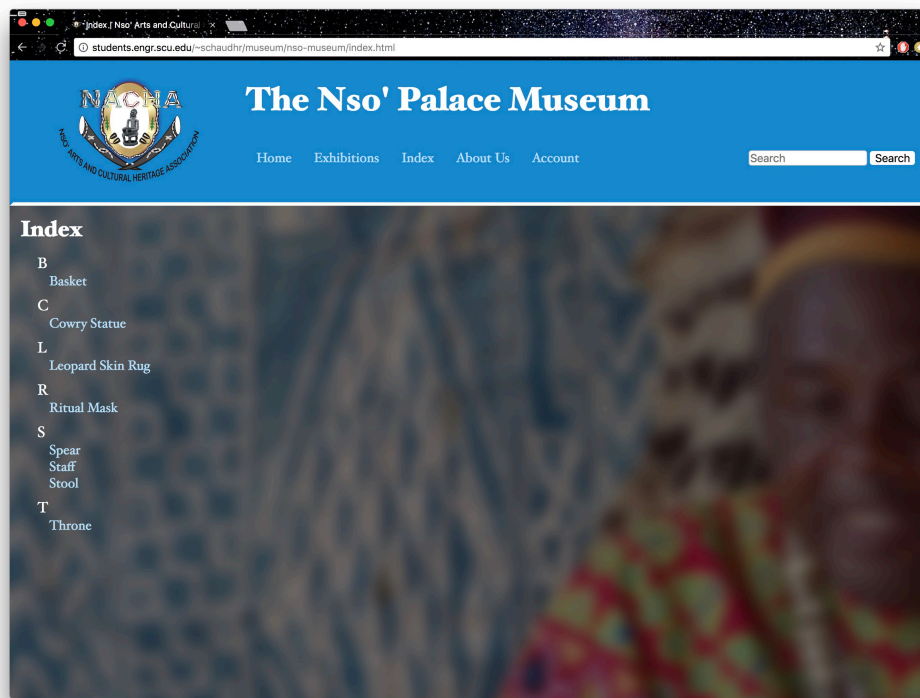 Index | Nso' Arts and Cultural
students.engr.scu.edu/~schaudhr/museum/nso-museum/index.html
NACHA
NSO' ARTS AND CULTURAL HERITAGE ASSOCIATION
The Nso' Palace Museum
Home Exhibitions Index About Us Account
Search Search
Index
B
Basket
C
Cowry Statue
L
Leopard Skin Rug
R
Ritual Mask
S
Spear
Staff
Stool
T
Throne